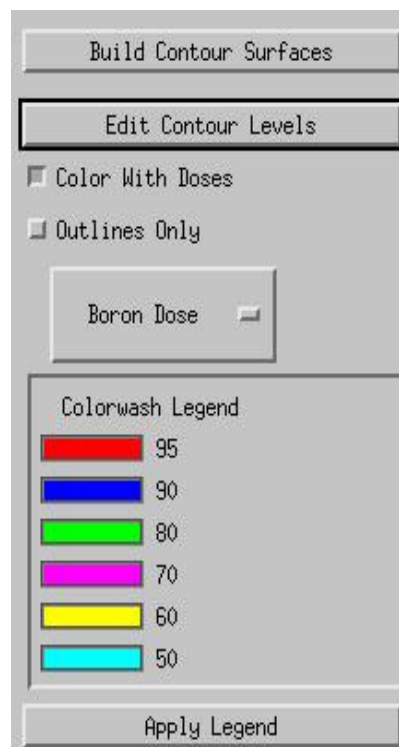 Build Contour Surfaces
Edit Contour Levels
Color With Doses
Outlines Only
Boron Dose
Colorwash Legend
95
90
80
70
60
50
Apply Legend